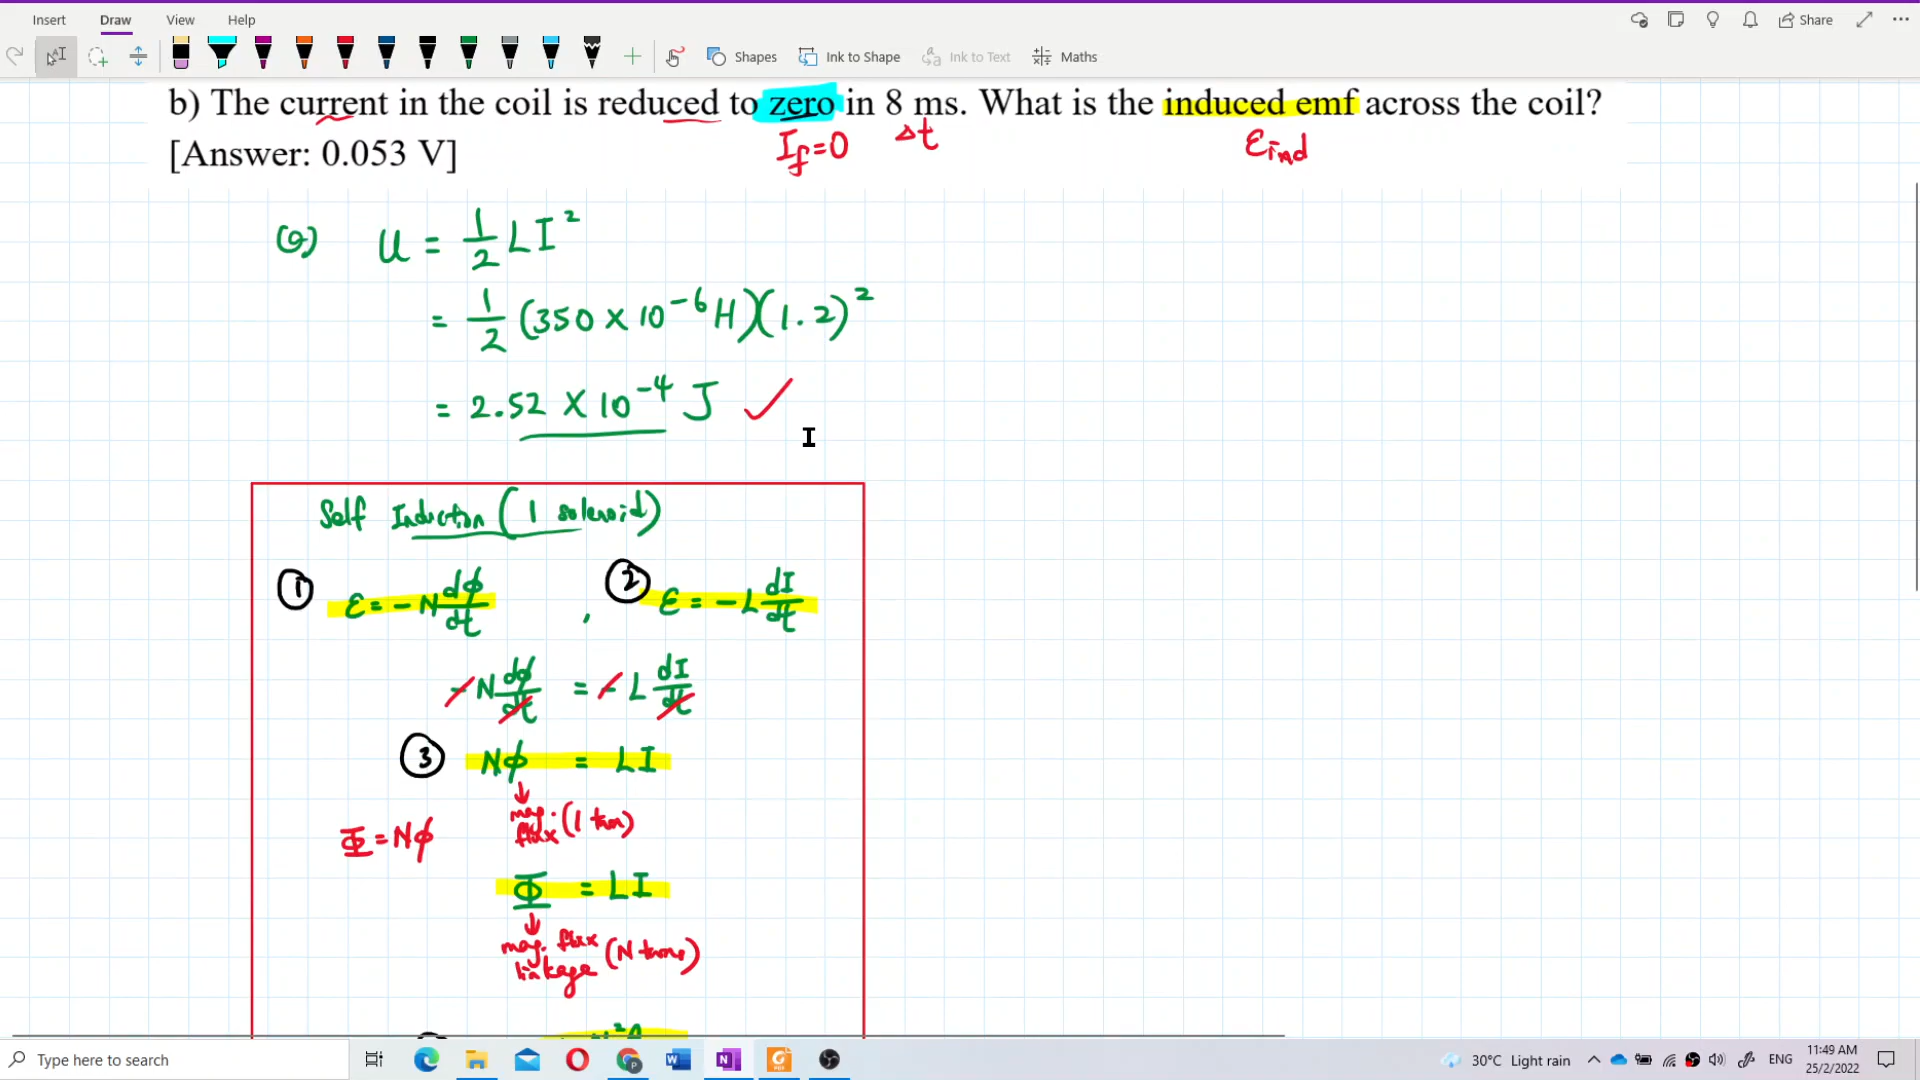 Insert Draw View Help
Share
Shapes Ink to Shape Ink to Text Maths
b) The current in the coil is reduced to zero in 8 ms. What is the induced emf across the coil?
I_f=0 Δt ε_ind
[Answer: 0.053 V]
(a) U = 1/2 LI²
= 1/2 (350 × 10⁻⁶ H)(1.2)²
= 2.52 × 10⁻⁴ J ✓
Self Induction (1 solenoid)
① ε = -N dφ/dt , ② ε = -L dI/dt
-N dφ/dt = -L dI/dt
③ Nφ = LI
mag. flux (1 turn)
Φ = Nφ
Φ = LI
mag. flux linkage (N turns)
Type here to search
30°C Light rain
ENG
11:49 AM
25/2/2022